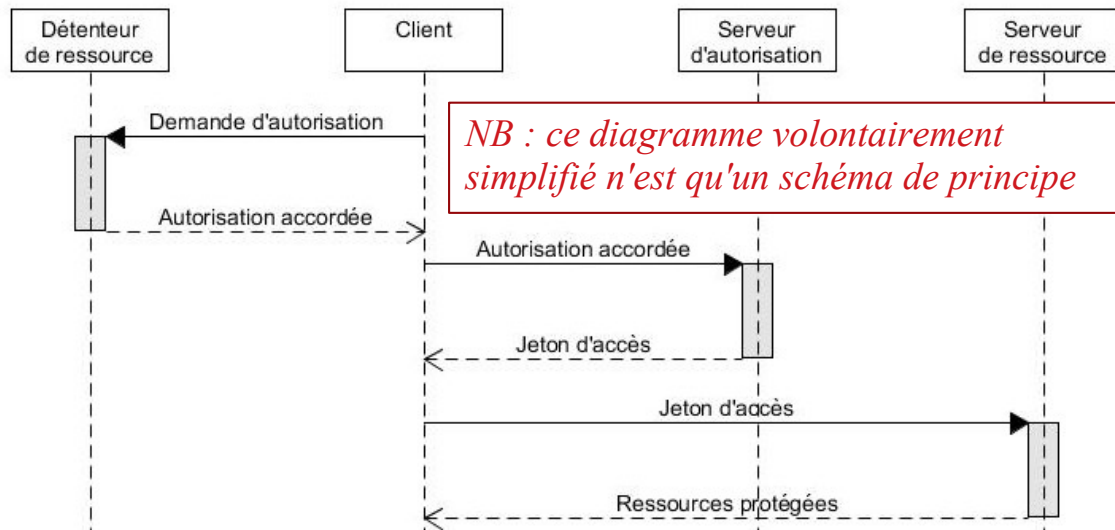 Détenteur
de ressource
Client
Serveur
d'autorisation
Serveur
de ressource
Demande d'autorisation
NB : ce diagramme volontairement
simplifié n'est qu'un schéma de principe
Autorisation accordée
Autorisation accordée
Jeton d'accès
Jeton d'accès
Ressources protégées